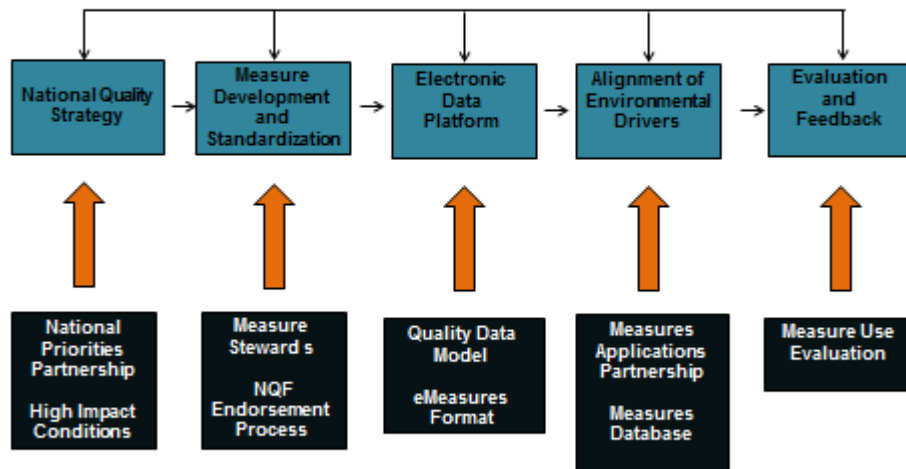 National Quality
Strategy
Measure
Development
and
Standardization
Electronic
Data
Platform
Alignment of
Environmental
Drivers
Evaluation
and
Feedback
National
Priorities
Partnership
High Impact
Conditions
Measure
Steward s
NQF
Endorsement
Process
Quality Data
Model
eMeasures
Format
Measures
Applications
Partnership
Measures
Database
Measure Use
Evaluation